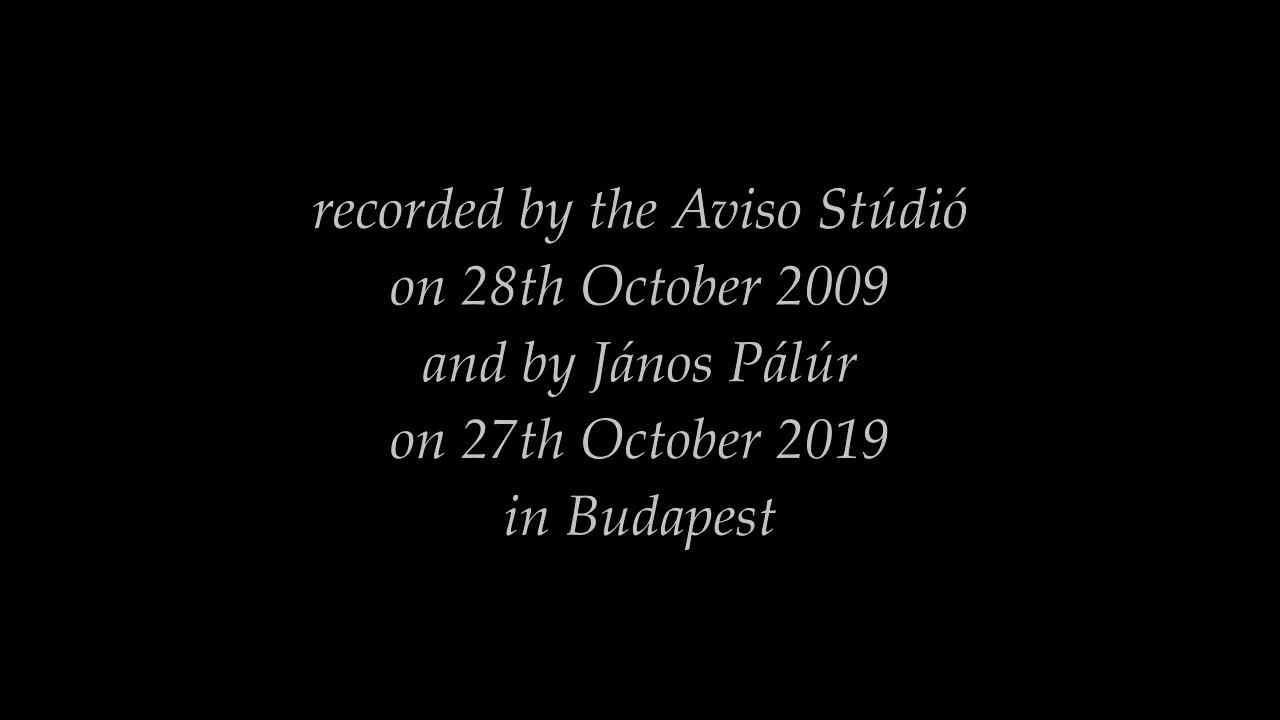 recorded by the Aviso Stúdió
on 28th October 2009
and by János Pálúr
on 27th October 2019
in Budapest